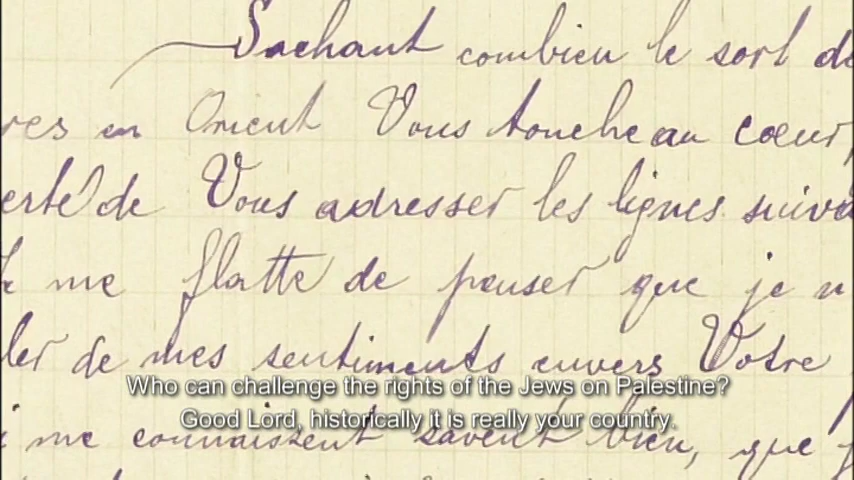 Sachant combien le sort de
res en Orient Vous touche au cœur,
erté de Vous adresser les lignes suiva
me flatte de penser que je n
ler de mes sentiments envers Votre
Who can challenge the rights of the Jews on Palestine?
Good Lord, historically it is really your country.
i me connaissent savent bien, que